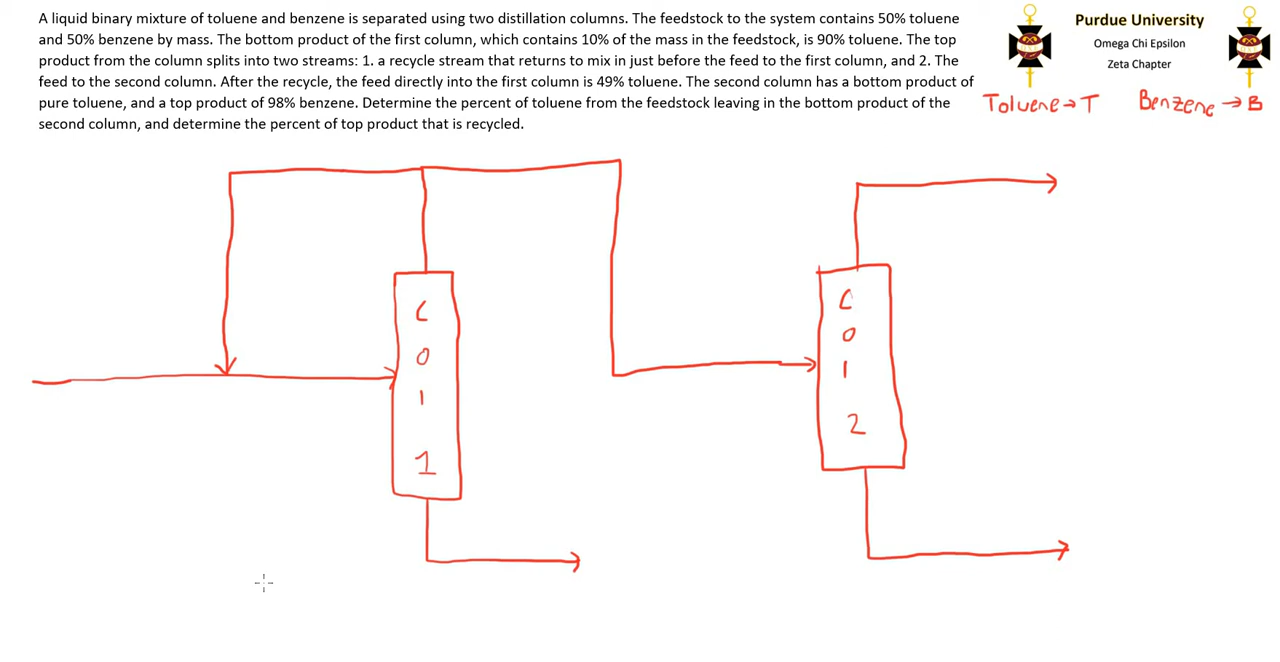 A liquid binary mixture of toluene and benzene is separated using two distillation columns. The feedstock to the system contains 50% toluene
and 50% benzene by mass. The bottom product of the first column, which contains 10% of the mass in the feedstock, is 90% toluene. The top
product from the column splits into two streams: 1. a recycle stream that returns to mix in just before the feed to the first column, and 2. The
feed to the second column. After the recycle, the feed directly into the first column is 49% toluene. The second column has a bottom product of
pure toluene, and a top product of 98% benzene. Determine the percent of toluene from the feedstock leaving in the bottom product of the
second column, and determine the percent of top product that is recycled.
Purdue University
Omega Chi Epsilon
Zeta Chapter
Toluene → T Benzene → B
C
O
l
1
C
O
l
2